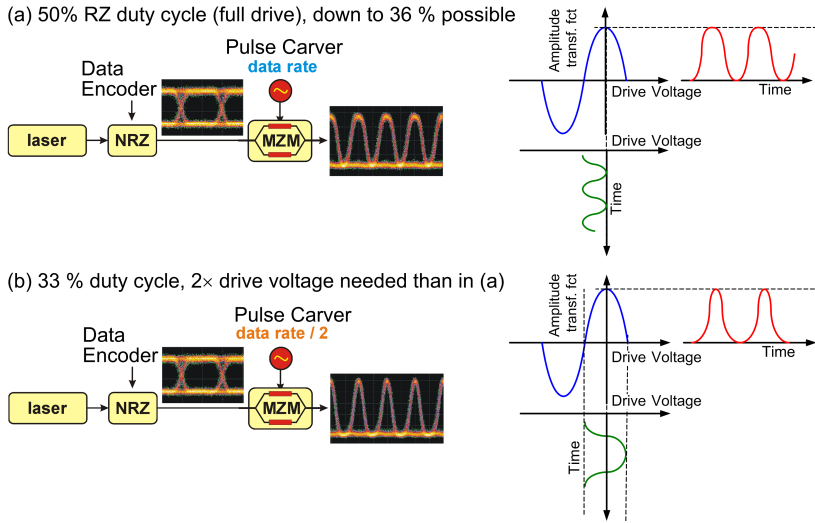 (a) 50% RZ duty cycle (full drive), down to 36 % possible
Pulse Carver
data rate
Data
Encoder
laser
NRZ
MZM
Amplitude
transf. fct
Drive Voltage
Time
Drive Voltage
Time
(b) 33 % duty cycle, 2× drive voltage needed than in (a)
Pulse Carver
data rate / 2
Data
Encoder
laser
NRZ
MZM
Amplitude
transf. fct
Drive Voltage
Time
Drive Voltage
Time